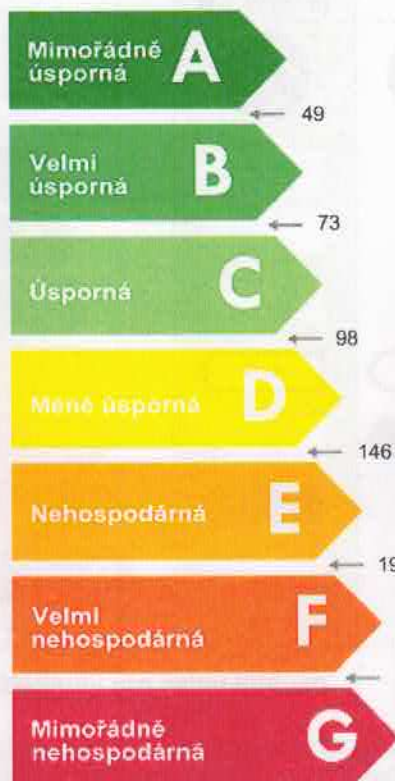 Mimořádně
úsporná
A
49
Velmi
úsporná
B
73
Úsporná
C
98
Méně úsporná
D
146
Nehospodárná
E
Velmi
nehospodárná
F
Mimořádně
nehospodárná
G